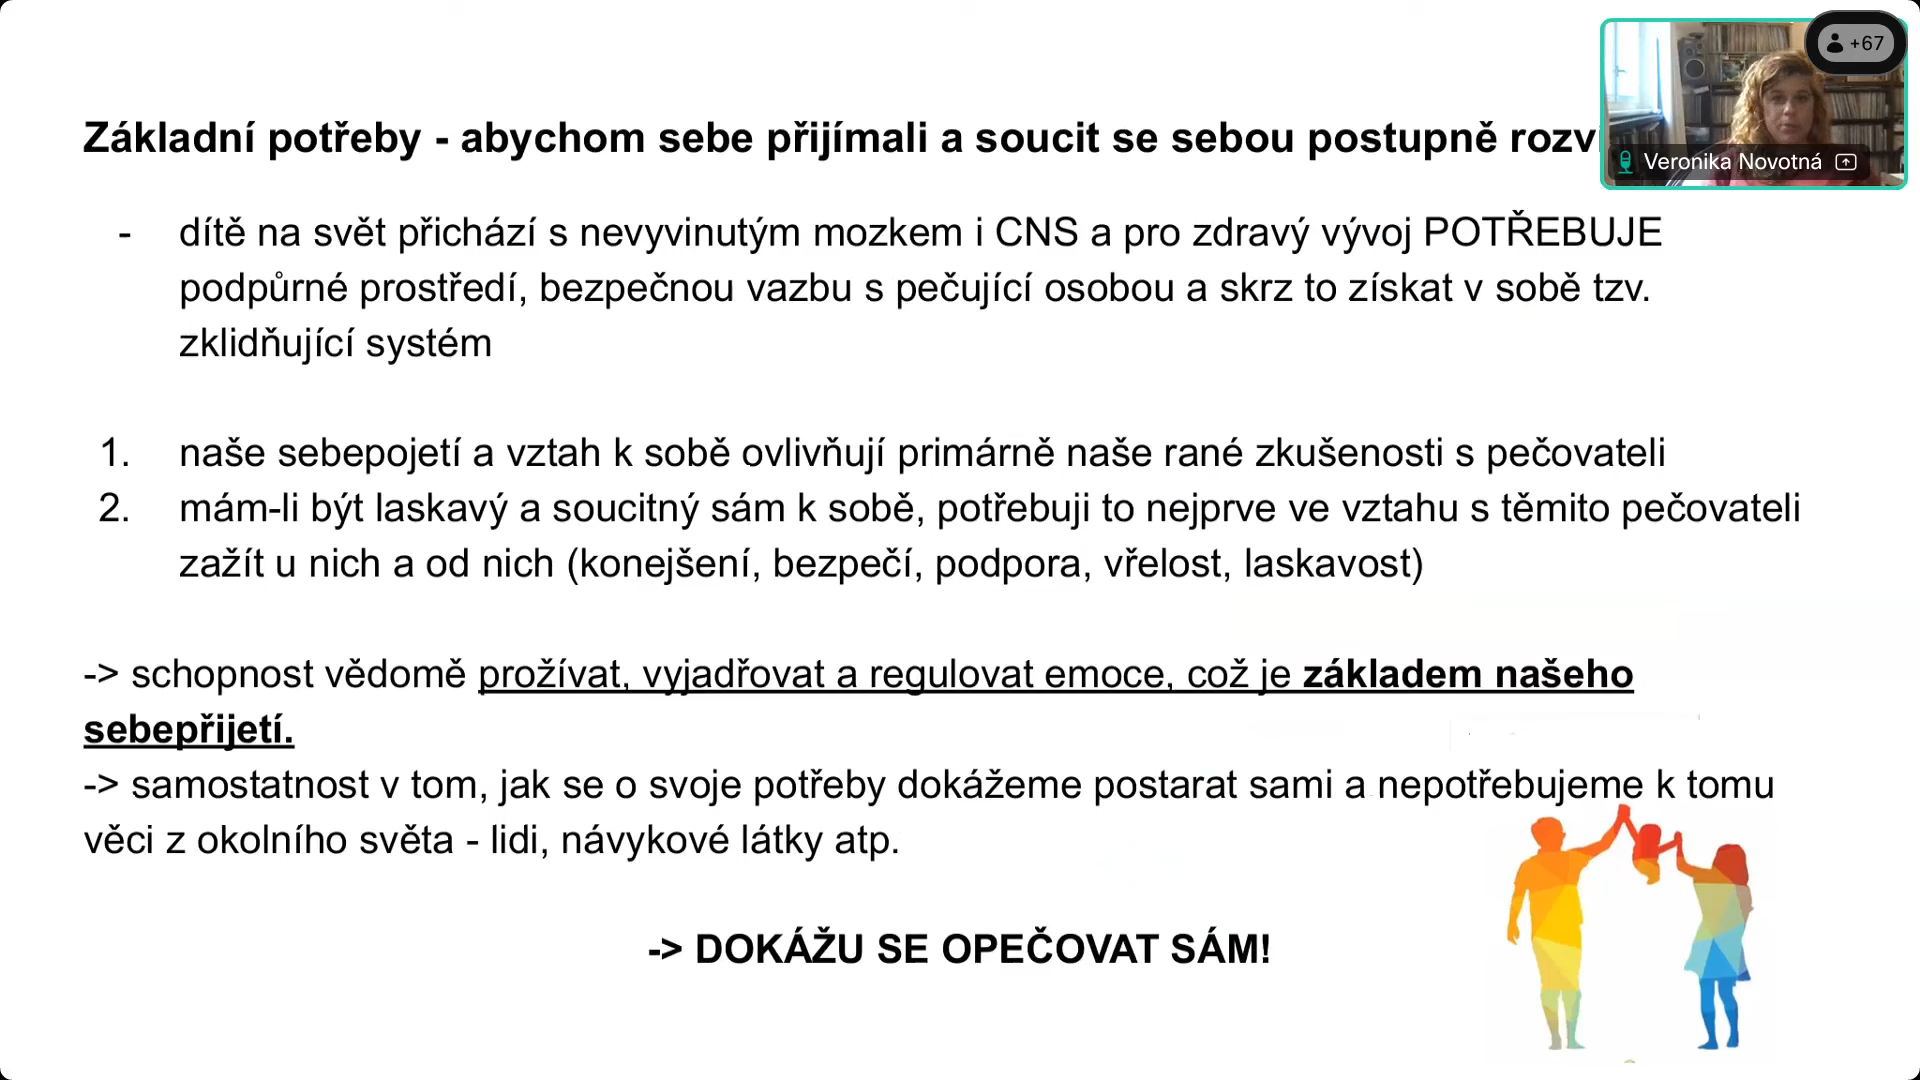 Základní potřeby - abychom sebe přijímali a soucit se sebou postupně
+67
Veronika Novotná
- dítě na svět přichází s nevyvinutým mozkem i CNS a pro zdravý vývoj POTŘEBUJE
podpůrné prostředí, bezpečnou vazbu s pečující osobou a skrz to získat v sobě tzv.
zklidňující systém
1. naše sebepojetí a vztah k sobě ovlivňují primárně naše rané zkušenosti s pečovateli
2. mám-li být laskavý a soucitný sám k sobě, potřebuji to nejprve ve vztahu s těmito pečovateli
zažít u nich a od nich (konejšení, bezpečí, podpora, vřelost, laskavost)
-> schopnost vědomě prožívat, vyjadřovat a regulovat emoce, což je základem našeho
sebepřijetí.
-> samostatnost v tom, jak se o svoje potřeby dokážeme postarat sami a nepotřebujeme k tomu
věci z okolního světa - lidi, návykové látky atp.
-> DOKÁŽU SE OPEČOVAT SÁM!